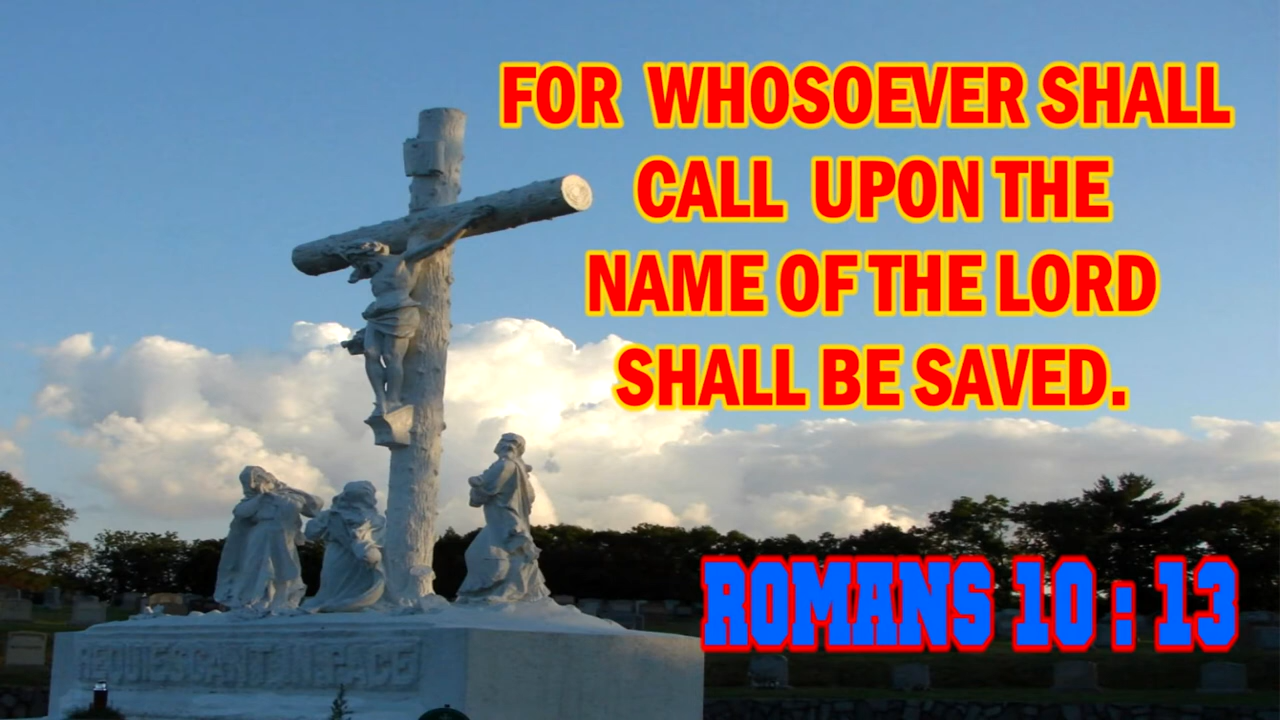 FOR WHOSOEVER SHALL
CALL UPON THE
NAME OF THE LORD
SHALL BE SAVED.
ROMANS 10 : 13
REQUIESCANT IN PACE